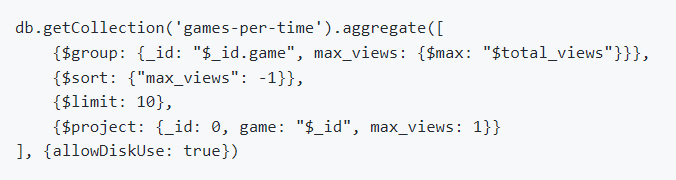 db.getCollection('games-per-time').aggregate([
    {$group: {_id: "$_id.game", max_views: {$max: "$total_views"}}},
    {$sort: {"max_views": -1}},
    {$limit: 10},
    {$project: {_id: 0, game: "$_id", max_views: 1}}
], {allowDiskUse: true})